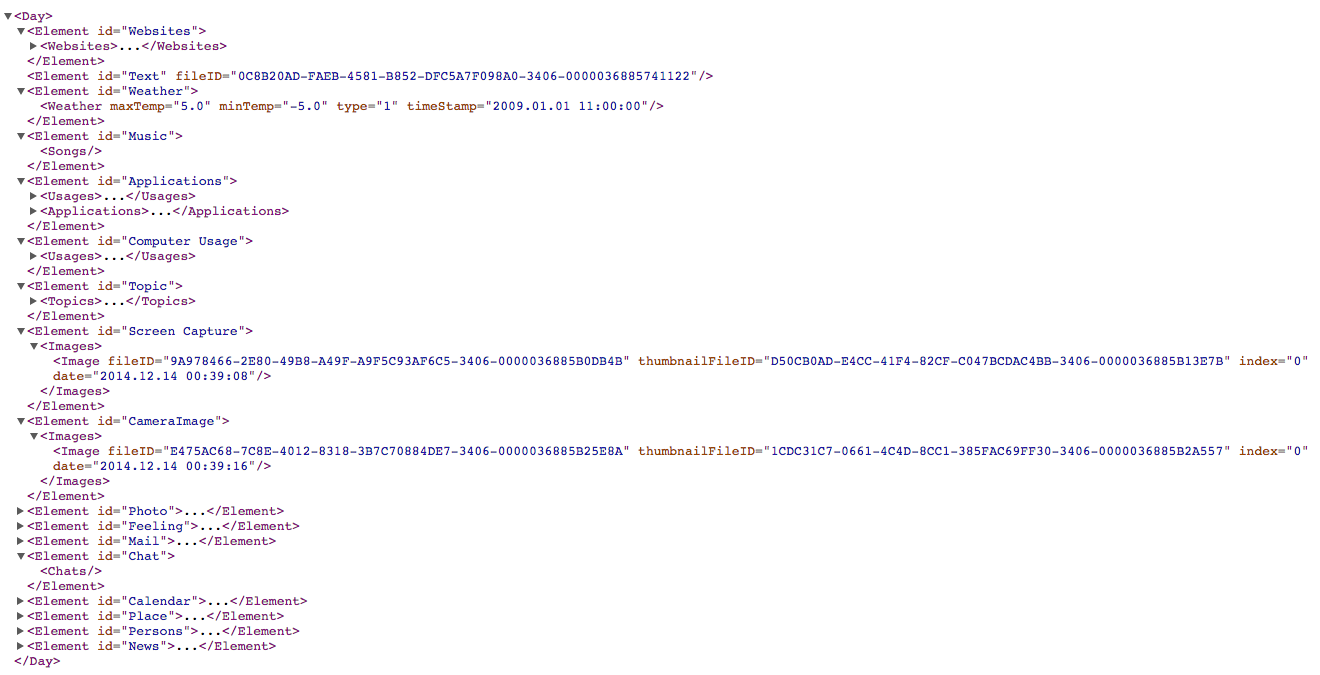 ▼<Day>
▼<Element id="Websites">
▶<Websites>...</Websites>
</Element>
<Element id="Text" fileID="0C8B20AD-FAEB-4581-B852-DFC5A7F098A0-3406-0000036885741122"/>
▼<Element id="Weather">
<Weather maxTemp="5.0" minTemp="-5.0" type="1" timeStamp="2009.01.01 11:00:00"/>
</Element>
▼<Element id="Music">
<Songs/>
</Element>
▼<Element id="Applications">
▶<Usages>...</Usages>
▶<Applications>...</Applications>
</Element>
▼<Element id="Computer Usage">
▶<Usages>...</Usages>
</Element>
▼<Element id="Topic">
▶<Topics>...</Topics>
</Element>
▼<Element id="Screen Capture">
▼<Images>
<Image fileID="9A978466-2E80-49B8-A49F-A9F5C93AF6C5-3406-0000036885B0DB4B" thumbnailFileID="D50CB0AD-E4CC-41F4-82CF-C047BCDAC4BB-3406-0000036885B13E7B" index="0"
date="2014.12.14 00:39:08"/>
</Images>
</Element>
▼<Element id="CameraImage">
▼<Images>
<Image fileID="E475AC68-7C8E-4012-8318-3B7C70884DE7-3406-0000036885B25E8A" thumbnailFileID="1CDC31C7-0661-4C4D-8CC1-385FAC69FF30-3406-0000036885B2A557" index="0"
date="2014.12.14 00:39:16"/>
</Images>
</Element>
▶<Element id="Photo">...</Element>
▶<Element id="Feeling">...</Element>
▶<Element id="Mail">...</Element>
▼<Element id="Chat">
<Chats/>
</Element>
▶<Element id="Calendar">...</Element>
▶<Element id="Place">...</Element>
▶<Element id="Persons">...</Element>
▶<Element id="News">...</Element>
</Day>